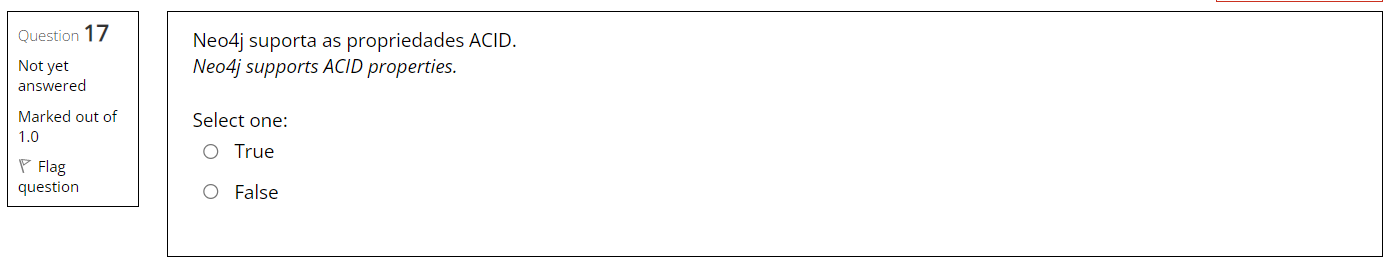 Question 17
Not yet
answered
Marked out of
1.0
Flag
question
Neo4j suporta as propriedades ACID.
Neo4j supports ACID properties.
Select one:
True
False